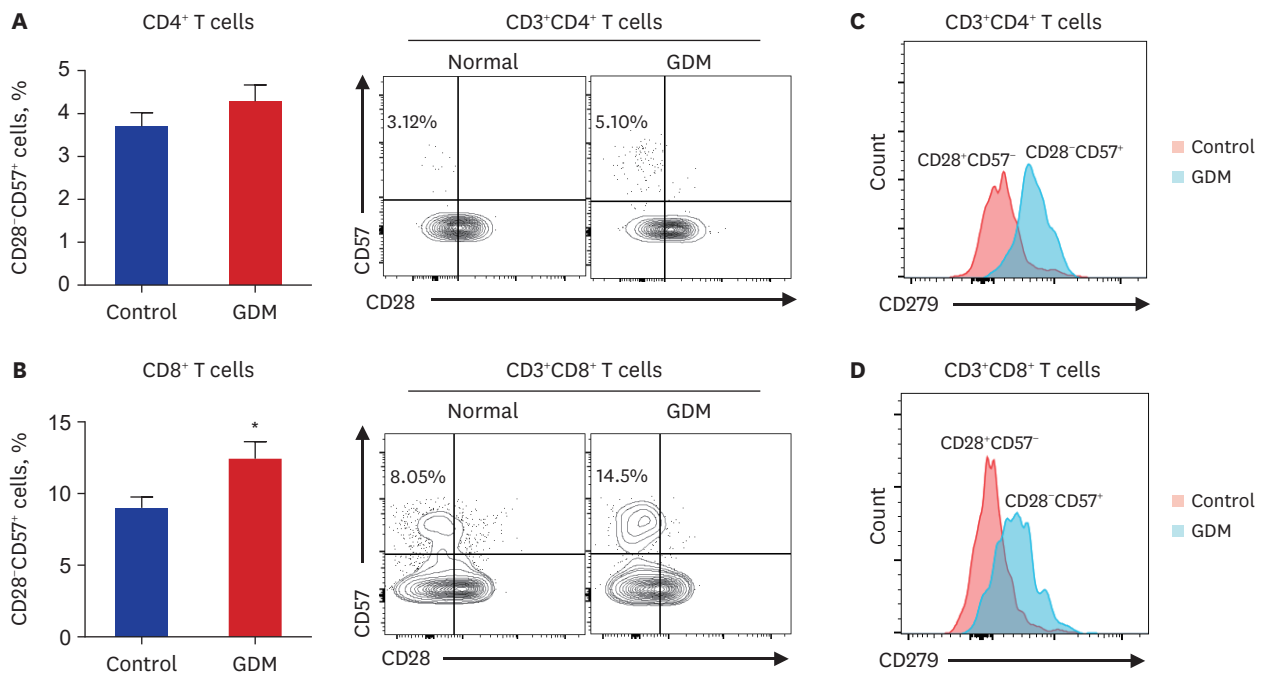 A
CD4⁺ T cells
CD28⁻CD57⁺ cells, %
5
4
3
2
1
0
Control
GDM
CD3⁺CD4⁺ T cells
Normal
GDM
3.12%
5.10%
CD57
CD28
C
CD3⁺CD4⁺ T cells
Count
CD28⁺CD57⁻
CD28⁻CD57⁺
CD279
Control
GDM
B
CD8⁺ T cells
CD28⁻CD57⁺ cells, %
15
10
5
0
*
Control
GDM
CD3⁺CD8⁺ T cells
Normal
GDM
8.05%
14.5%
CD57
CD28
D
CD3⁺CD8⁺ T cells
Count
CD28⁺CD57⁻
CD28⁻CD57⁺
CD279
Control
GDM